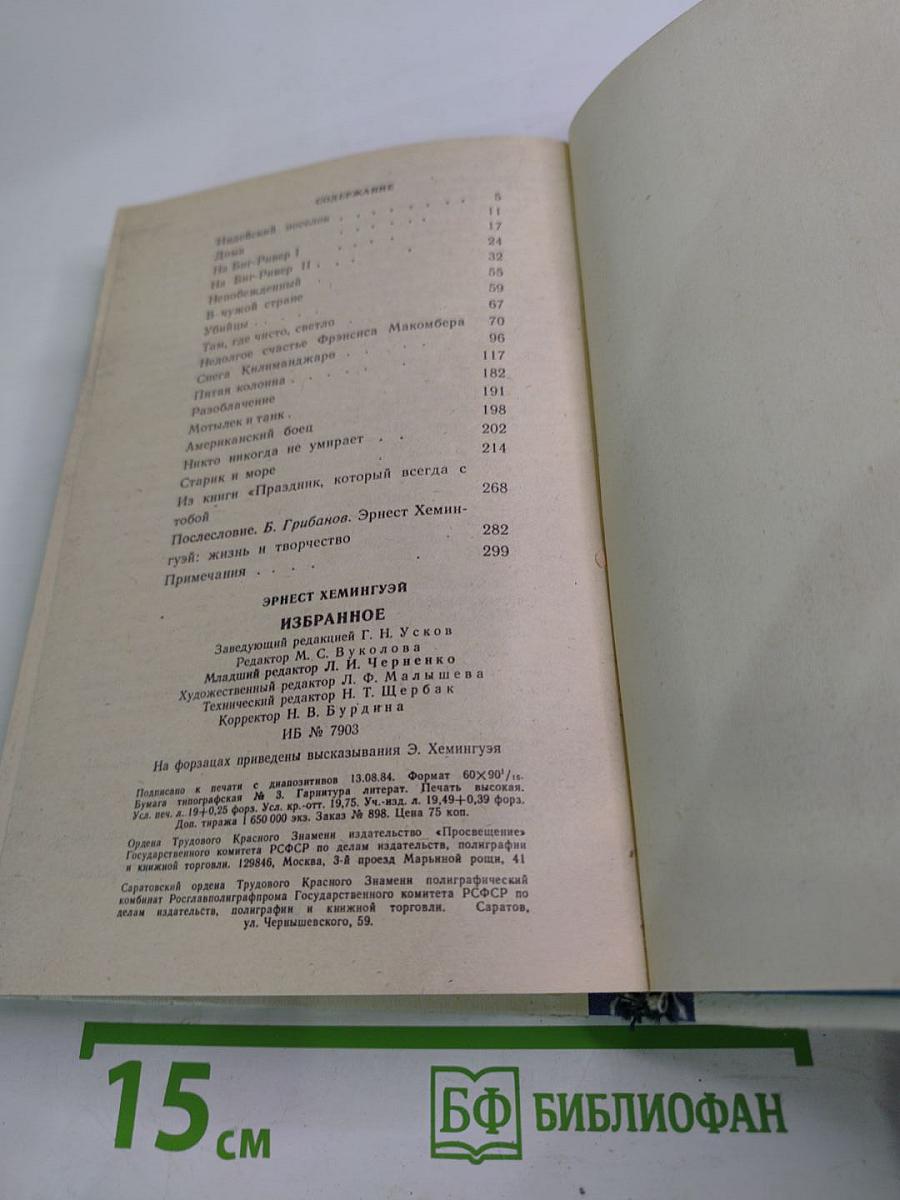 СОДЕРЖАНИЕ
Индейский поселок . . . . . . . . 5
Дома . . . . . . 11
На Биг-Ривер I . . . . 17
На Биг-Ривер II . . . . 24
Непобежденный . 32
В чужой стране 55
Убийцы . . . . 59
Там, где чисто, светло . 67
Недолгое счастье Фрэнсиса Макомбера 70
Снега Килиманджаро . . . 96
Пятая колонна . . . . 117
Разоблачение 182
Мотылек и танк . 191
Американский боец 198
Никто никогда не умирает . . 202
Старик и море . 214
Из книги «Праздник, который всегда с
тобой 268
Послесловие. Б. Грибанов. Эрнест Хемин-
гуэй: жизнь и творчество 282
Примечания . . . . . 299
ЭРНЕСТ ХЕМИНГУЭЙ
ИЗБРАННОЕ
Заведующий редакцией Г. Н. Усков
Редактор М. С. Вуколова
Младший редактор Л. И. Черненко
Художественный редактор Л. Ф. Малышева
Технический редактор Н. Т. Щербак
Корректор Н. В. Бурдина
ИБ № 7903
На форзацах приведены высказывания Э. Хемингуэя
Подписано к печати с диапозитивов 13.08.84. Формат 60×90¹/₁₆.
Бумага типографская № 3. Гарнитура литерат. Печать высокая.
Усл. печ. л. 19+0,25 форз. Усл. кр.-отт. 19,75. Уч.-изд. л. 19,49+0,39 форз.
Доп. тиража 1 650 000 экз. Заказ № 898. Цена 75 коп.
Ордена Трудового Красного Знамени издательство «Просвещение»
Государственного комитета РСФСР по делам издательств, полиграфии
и книжной торговли. 129846, Москва, 3-й проезд Марьиной рощи, 41
Саратовский ордена Трудового Красного Знамени полиграфический
комбинат Росглавполиграфпрома Государственного комитета РСФСР по
делам издательств, полиграфии и книжной торговли. Саратов,
ул. Чернышевского, 59.
15 см
БФ БИБЛИОФАН